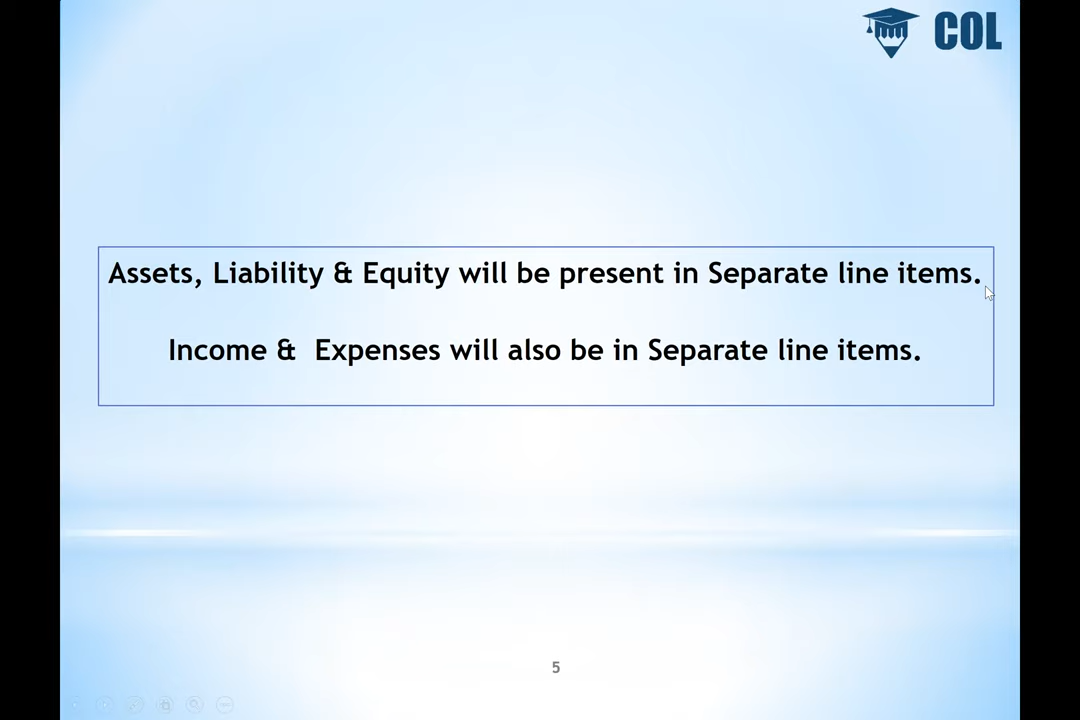 COL
Assets, Liability & Equity will be present in Separate line items.
Income &  Expenses will also be in Separate line items.
5